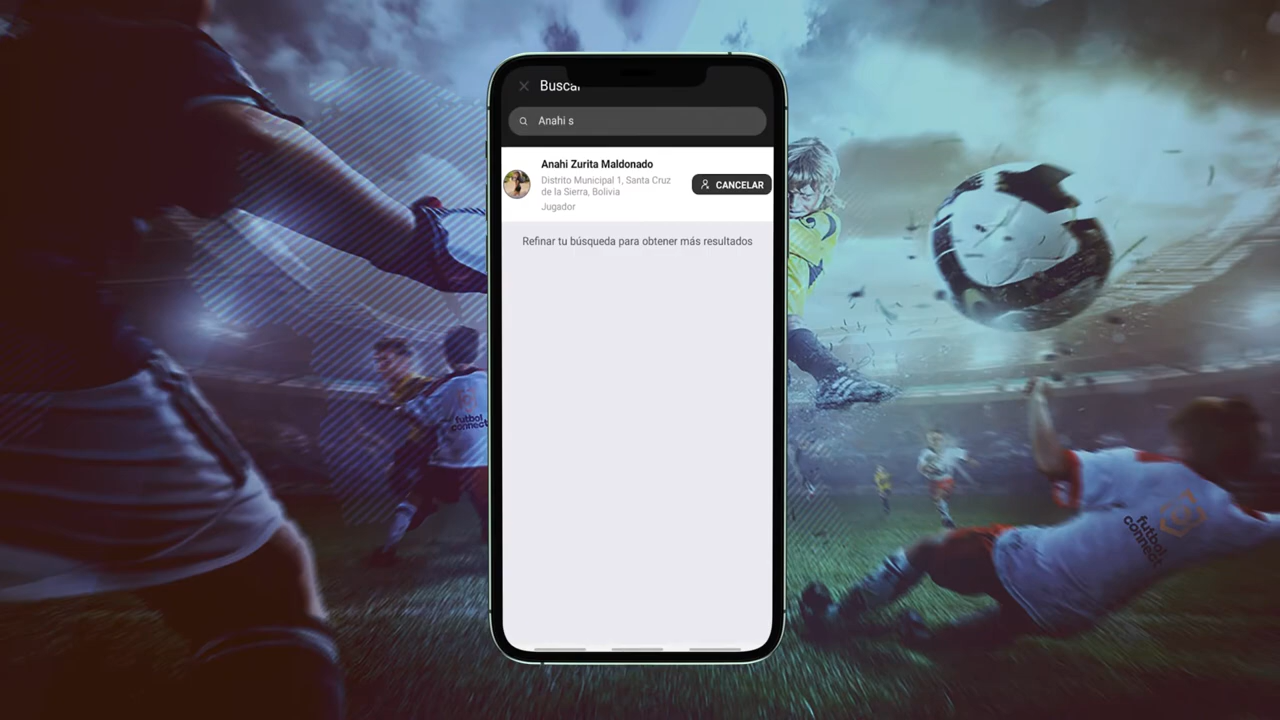 Buscar
Anahi s
Anahi Zurita Maldonado
Distrito Municipal 1, Santa Cruz
de la Sierra, Bolivia
Jugador
CANCELAR
Refinar tu búsqueda para obtener más resultados
futbol
connect
futbol
connect